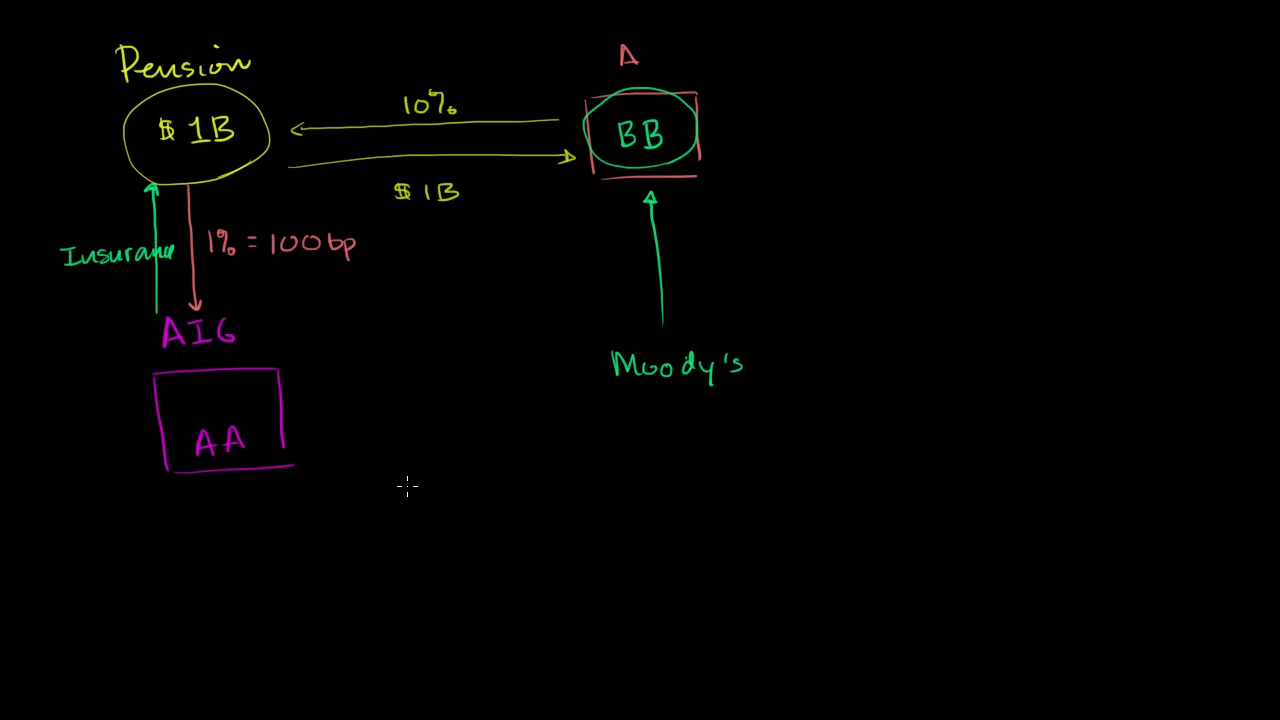 Pension
A
$ 1B
10%
BB
$ 1B
Insurance
1% = 100bp
AIG
Moody's
AA